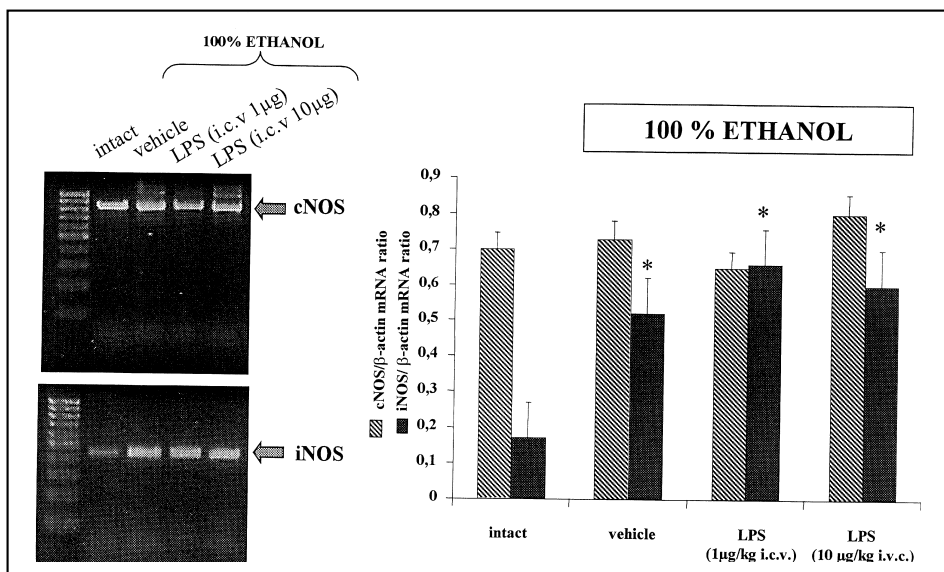 100% ETHANOL
intact
vehicle
LPS (i.c.v 1µg)
LPS (i.c.v 10µg)
cNOS
iNOS
100 % ETHANOL
cNOS/β-actin mRNA ratio
iNOS/ β-actin mRNA ratio
0,9
0,8
0,7
0,6
0,5
0,4
0,3
0,2
0,1
0
*
*
*
intact
vehicle
LPS
(1µg/kg i.c.v.)
LPS
(10 µg/kg i.v.c.)